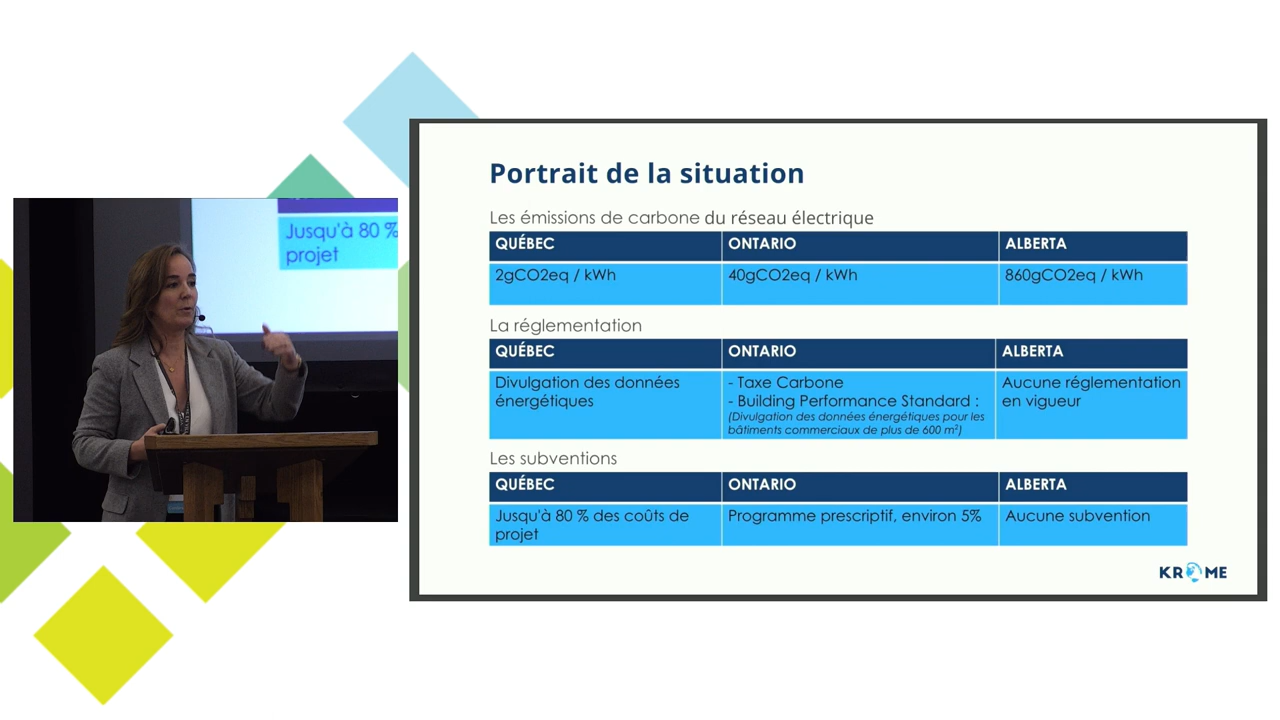 Jusqu'à 80 %
projet
Portrait de la situation
Les émissions de carbone du réseau électrique
QUÉBEC ONTARIO ALBERTA
2gCO2eq / kWh 40gCO2eq / kWh 860gCO2eq / kWh
La réglementation
QUÉBEC ONTARIO ALBERTA
Divulgation des données
énergétiques
- Taxe Carbone
- Building Performance Standard :
(Divulgation des données énergétiques pour les
bâtiments commerciaux de plus de 600 m²)
Aucune réglementation
en vigueur
Les subventions
QUÉBEC ONTARIO ALBERTA
Jusqu'à 80 % des coûts de
projet
Programme prescriptif, environ 5%
Aucune subvention
KROME